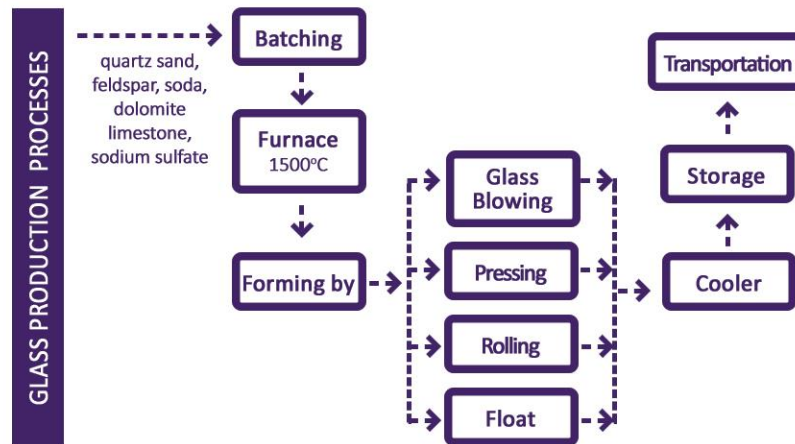 GLASS PRODUCTION PROCESSES
quartz sand,
feldspar, soda,
dolomite
limestone,
sodium sulfate
Batching
Furnace
1500°C
Forming by
Glass
Blowing
Pressing
Rolling
Float
Cooler
Storage
Transportation